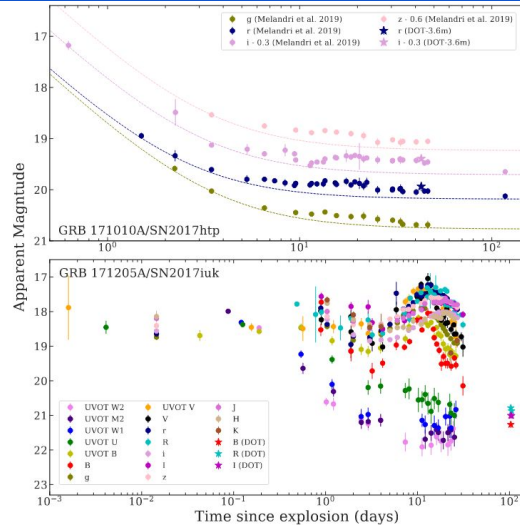 g (Melandri et al. 2019)
r (Melandri et al. 2019)
i - 0.3 (Melandri et al. 2019)
z - 0.6 (Melandri et al. 2019)
r (DOT-3.6m)
i - 0.3 (DOT-3.6m)
17
18
19
20
21
GRB 171010A/SN2017htp
10⁰
10¹
10²
Apparent Magnitude
GRB 171205A/SN2017iuk
17
18
19
20
21
22
23
UVOT W2
UVOT M2
UVOT W1
UVOT U
UVOT B
B
g
UVOT V
V
r
R
i
I
z
J
H
K
B (DOT)
R (DOT)
I (DOT)
10⁻³
10⁻²
10⁻¹
10⁰
10¹
10²
Time since explosion (days)